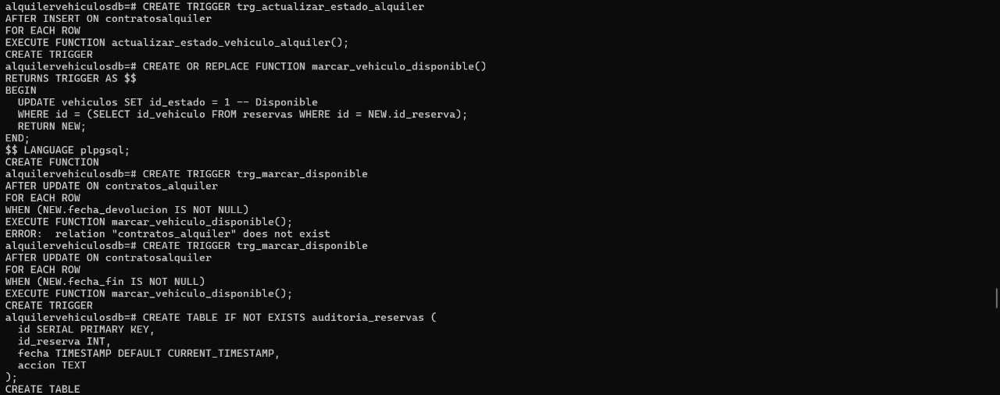 alquilervehiculosdb=# CREATE TRIGGER trg_actualizar_estado_alquiler
AFTER INSERT ON contratosalquiler
FOR EACH ROW
EXECUTE FUNCTION actualizar_estado_vehiculo_alquiler();
CREATE TRIGGER
alquilervehiculosdb=# CREATE OR REPLACE FUNCTION marcar_vehiculo_disponible()
RETURNS TRIGGER AS $$
BEGIN
  UPDATE vehiculos SET id_estado = 1 -- Disponible
  WHERE id = (SELECT id_vehiculo FROM reservas WHERE id = NEW.id_reserva);
  RETURN NEW;
END;
$$ LANGUAGE plpgsql;
CREATE FUNCTION
alquilervehiculosdb=# CREATE TRIGGER trg_marcar_disponible
AFTER UPDATE ON contratos_alquiler
FOR EACH ROW
WHEN (NEW.fecha_devolucion IS NOT NULL)
EXECUTE FUNCTION marcar_vehiculo_disponible();
ERROR:  relation "contratos_alquiler" does not exist
alquilervehiculosdb=# CREATE TRIGGER trg_marcar_disponible
AFTER UPDATE ON contratosalquiler
FOR EACH ROW
WHEN (NEW.fecha_fin IS NOT NULL)
EXECUTE FUNCTION marcar_vehiculo_disponible();
CREATE TRIGGER
alquilervehiculosdb=# CREATE TABLE IF NOT EXISTS auditoria_reservas (
  id SERIAL PRIMARY KEY,
  id_reserva INT,
  fecha TIMESTAMP DEFAULT CURRENT_TIMESTAMP,
  accion TEXT
);
CREATE TABLE